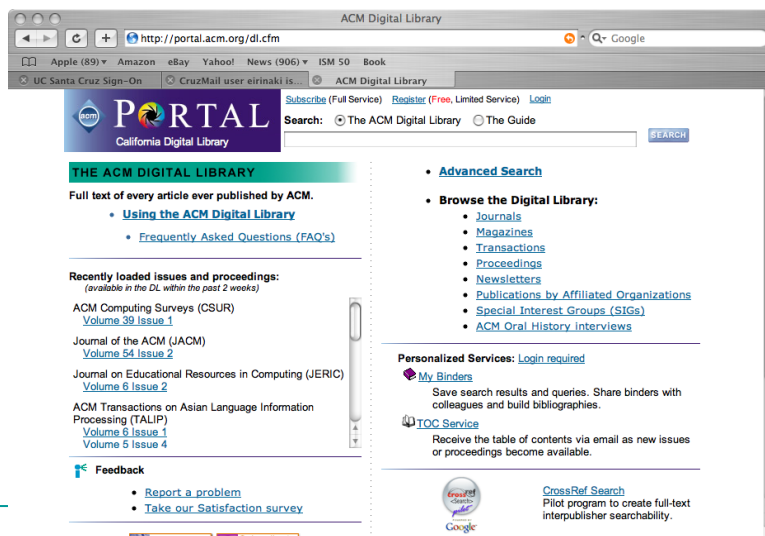 ACM Digital Library
http://portal.acm.org/dl.cfm
Google
Apple (89) Amazon eBay Yahoo! News (906) ISM 50 Book
UC Santa Cruz Sign-On CruzMail user eirinaki is... ACM Digital Library
Subscribe (Full Service) Register (Free, Limited Service) Login
acm PORTAL
California Digital Library
Search: The ACM Digital Library The Guide
SEARCH
THE ACM DIGITAL LIBRARY
Full text of every article ever published by ACM.
Using the ACM Digital Library
Frequently Asked Questions (FAQ's)
Recently loaded issues and proceedings:
(available in the DL within the past 2 weeks)
ACM Computing Surveys (CSUR)
Volume 39 Issue 1
Journal of the ACM (JACM)
Volume 54 Issue 2
Journal on Educational Resources in Computing (JERIC)
Volume 6 Issue 2
ACM Transactions on Asian Language Information
Processing (TALIP)
Volume 6 Issue 1
Volume 5 Issue 4
Feedback
Report a problem
Take our Satisfaction survey
Advanced Search
Browse the Digital Library:
Journals
Magazines
Transactions
Proceedings
Newsletters
Publications by Affiliated Organizations
Special Interest Groups (SIGs)
ACM Oral History interviews
Personalized Services: Login required
My Binders
Save search results and queries. Share binders with
colleagues and build bibliographies.
TOC Service
Receive the table of contents via email as new issues
or proceedings become available.
crossref
Search
pilot
Google
CrossRef Search
Pilot program to create full-text
interpublisher searchability.